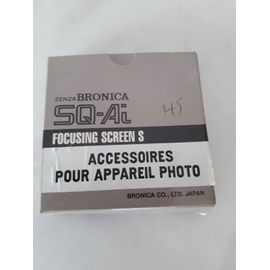 ZENZA BRONICA
SQ-Ai
45
FOCUSING SCREEN S
ACCESSOIRES
POUR APPAREIL PHOTO
BRONICA CO., LTD. JAPAN